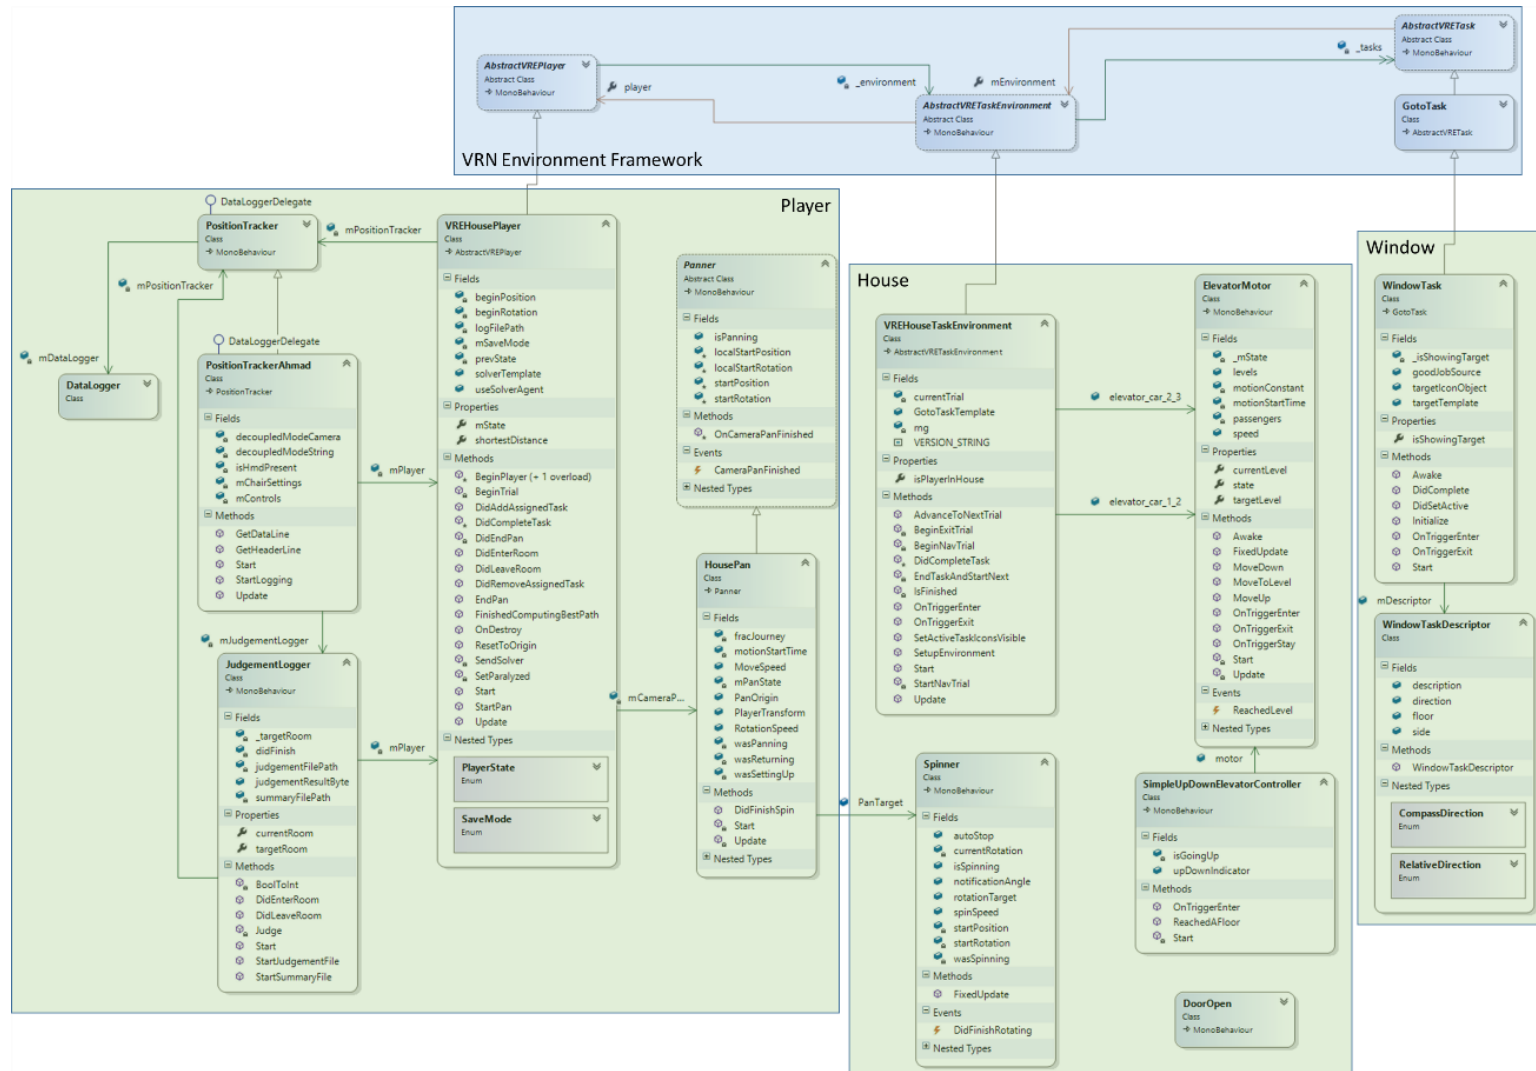 AbstractVRETask
Abstract Class
MonoBehaviour
_tasks
AbstractVREPlayer
Abstract Class
MonoBehaviour
player
_environment
mEnvironment
AbstractVRETaskEnvironment
Abstract Class
MonoBehaviour
GotoTask
Class
AbstractVRETask
VRN Environment Framework
Player
DataLoggerDelegate
PositionTracker
Class
MonoBehaviour
mPositionTracker
mPositionTracker
mDataLogger
DataLogger
Class
DataLoggerDelegate
PositionTrackerAhmad
Class
PositionTracker
Fields
decoupledModeCamera
decoupledModeString
isHmdPresent
mChairSettings
mControls
Methods
GetDataLine
GetHeaderLine
Start
StartLogging
Update
mPlayer
mJudgementLogger
JudgementLogger
Class
MonoBehaviour
Fields
_targetRoom
didFinish
judgementFilePath
judgementResultByte
summaryFilePath
Properties
currentRoom
targetRoom
Methods
BoolToInt
DidEnterRoom
DidLeaveRoom
Judge
Start
StartJudgementFile
StartSummaryFile
mPlayer
VREHousePlayer
Class
AbstractVREPlayer
Fields
beginPosition
beginRotation
logFilePath
mSaveMode
prevState
solverTemplate
useSolverAgent
Properties
mState
shortestDistance
Methods
BeginPlayer (+ 1 overload)
BeginTrial
DidAddAssignedTask
DidCompleteTask
DidEndPan
DidEnterRoom
DidLeaveRoom
DidRemoveAssignedTask
EndPan
FinishedComputingBestPath
OnDestroy
ResetToOrigin
SendSolver
SetParalyzed
Start
StartPan
Update
Nested Types
PlayerState
Enum
SaveMode
Enum
mCameraP...
Panner
Abstract Class
MonoBehaviour
Fields
isPanning
localStartPosition
localStartRotation
startPosition
startRotation
Methods
OnCameraPanFinished
Events
CameraPanFinished
Nested Types
HousePan
Class
Panner
Fields
fracJourney
motionStartTime
MoveSpeed
mPanState
PanOrigin
PlayerTransform
RotationSpeed
wasPanning
wasReturning
wasSettingUp
Methods
DidFinishSpin
Start
Update
Nested Types
PanTarget
House
VREHouseTaskEnvironment
Class
AbstractVRETaskEnvironment
Fields
currentTrial
GotoTaskTemplate
rng
VERSION_STRING
Properties
isPlayerInHouse
Methods
AdvanceToNextTrial
BeginExitTrial
BeginNavTrial
DidCompleteTask
EndTaskAndStartNext
IsFinished
OnTriggerEnter
OnTriggerExit
SetActiveTaskIconsVisible
SetupEnvironment
Start
StartNavTrial
Update
elevator_car_2_3
elevator_car_1_2
ElevatorMotor
Class
MonoBehaviour
Fields
_mState
levels
motionConstant
motionStartTime
passengers
speed
Properties
currentLevel
state
targetLevel
Methods
Awake
FixedUpdate
MoveDown
MoveToLevel
MoveUp
OnTriggerEnter
OnTriggerExit
OnTriggerStay
Start
Update
Events
ReachedLevel
Nested Types
motor
Spinner
Class
MonoBehaviour
Fields
autoStop
currentRotation
isSpinning
notificationAngle
rotationTarget
spinSpeed
startPosition
startRotation
wasSpinning
Methods
FixedUpdate
Events
DidFinishRotating
Nested Types
SimpleUpDownElevatorController
Class
MonoBehaviour
Fields
isGoingUp
upDownIndicator
Methods
OnTriggerEnter
ReachedAFloor
Start
DoorOpen
Class
MonoBehaviour
Window
WindowTask
Class
GotoTask
Fields
_isShowingTarget
goodJobSource
targetIconObject
targetTemplate
Properties
isShowingTarget
Methods
Awake
DidComplete
DidSetActive
Initialize
OnTriggerEnter
OnTriggerExit
Start
mDescriptor
WindowTaskDescriptor
Class
Fields
description
direction
floor
side
Methods
WindowTaskDescriptor
Nested Types
CompassDirection
Enum
RelativeDirection
Enum